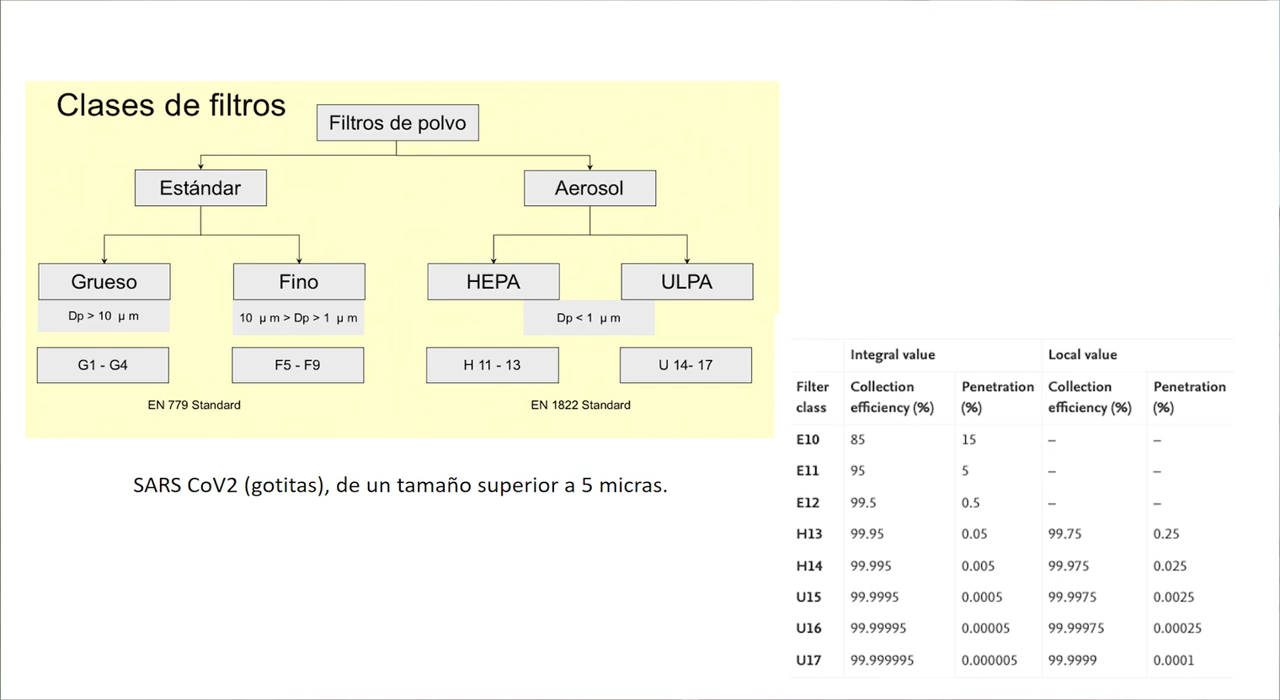 Clases de filtros
Filtros de polvo
Estándar
Aerosol
Grueso
Fino
HEPA
ULPA
Dp > 10 μ m
10 μ m > Dp > 1 μ m
Dp < 1 μ m
G1 - G4
F5 - F9
H 11 - 13
U 14- 17
EN 779 Standard
EN 1822 Standard
SARS CoV2 (gotitas), de un tamaño superior a 5 micras.
Integral value Local value
Filter class Collection efficiency (%) Penetration (%) Collection efficiency (%) Penetration (%)
E10 85 15 – –
E11 95 5 – –
E12 99.5 0.5 – –
H13 99.95 0.05 99.75 0.25
H14 99.995 0.005 99.975 0.025
U15 99.9995 0.0005 99.9975 0.0025
U16 99.99995 0.00005 99.99975 0.00025
U17 99.999995 0.000005 99.9999 0.0001